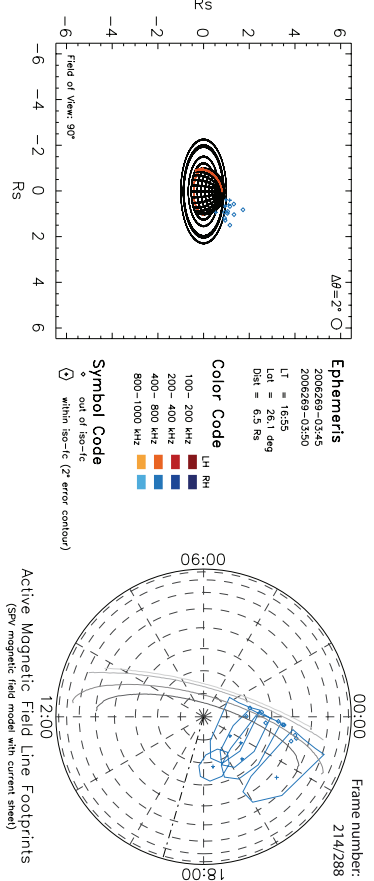 Rs
−6 −4 −2 0 2 4 6
6
4
2
0
−2
−4
−6
Rs
Field of View: 90°
Δθ=2°
Ephemeris
2006269-03:45
2006269-03:50
LT = 16:55
Lat = 26.1 deg
Dist = 6.5 Rs
Color Code
LH RH
100- 200 kHz
200- 400 kHz
400- 800 kHz
800-1000 kHz
Symbol Code
out of iso-fc
within iso-fc (2° error contour)
Frame number:
214/288
00:00
06:00
18:00
12:00
Active Magnetic Field Line Footprints
(SPV magnetic field model with current sheet)